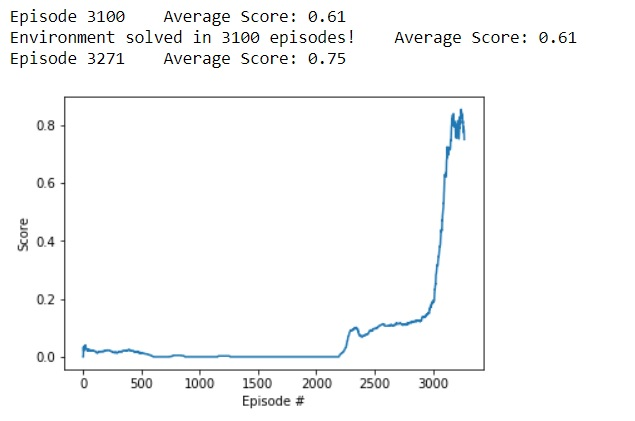 Episode 3100    Average Score: 0.61
Environment solved in 3100 episodes!    Average Score: 0.61
Episode 3271    Average Score: 0.75
0.8
0.6
0.4
0.2
0.0
Score
0 500 1000 1500 2000 2500 3000
Episode #